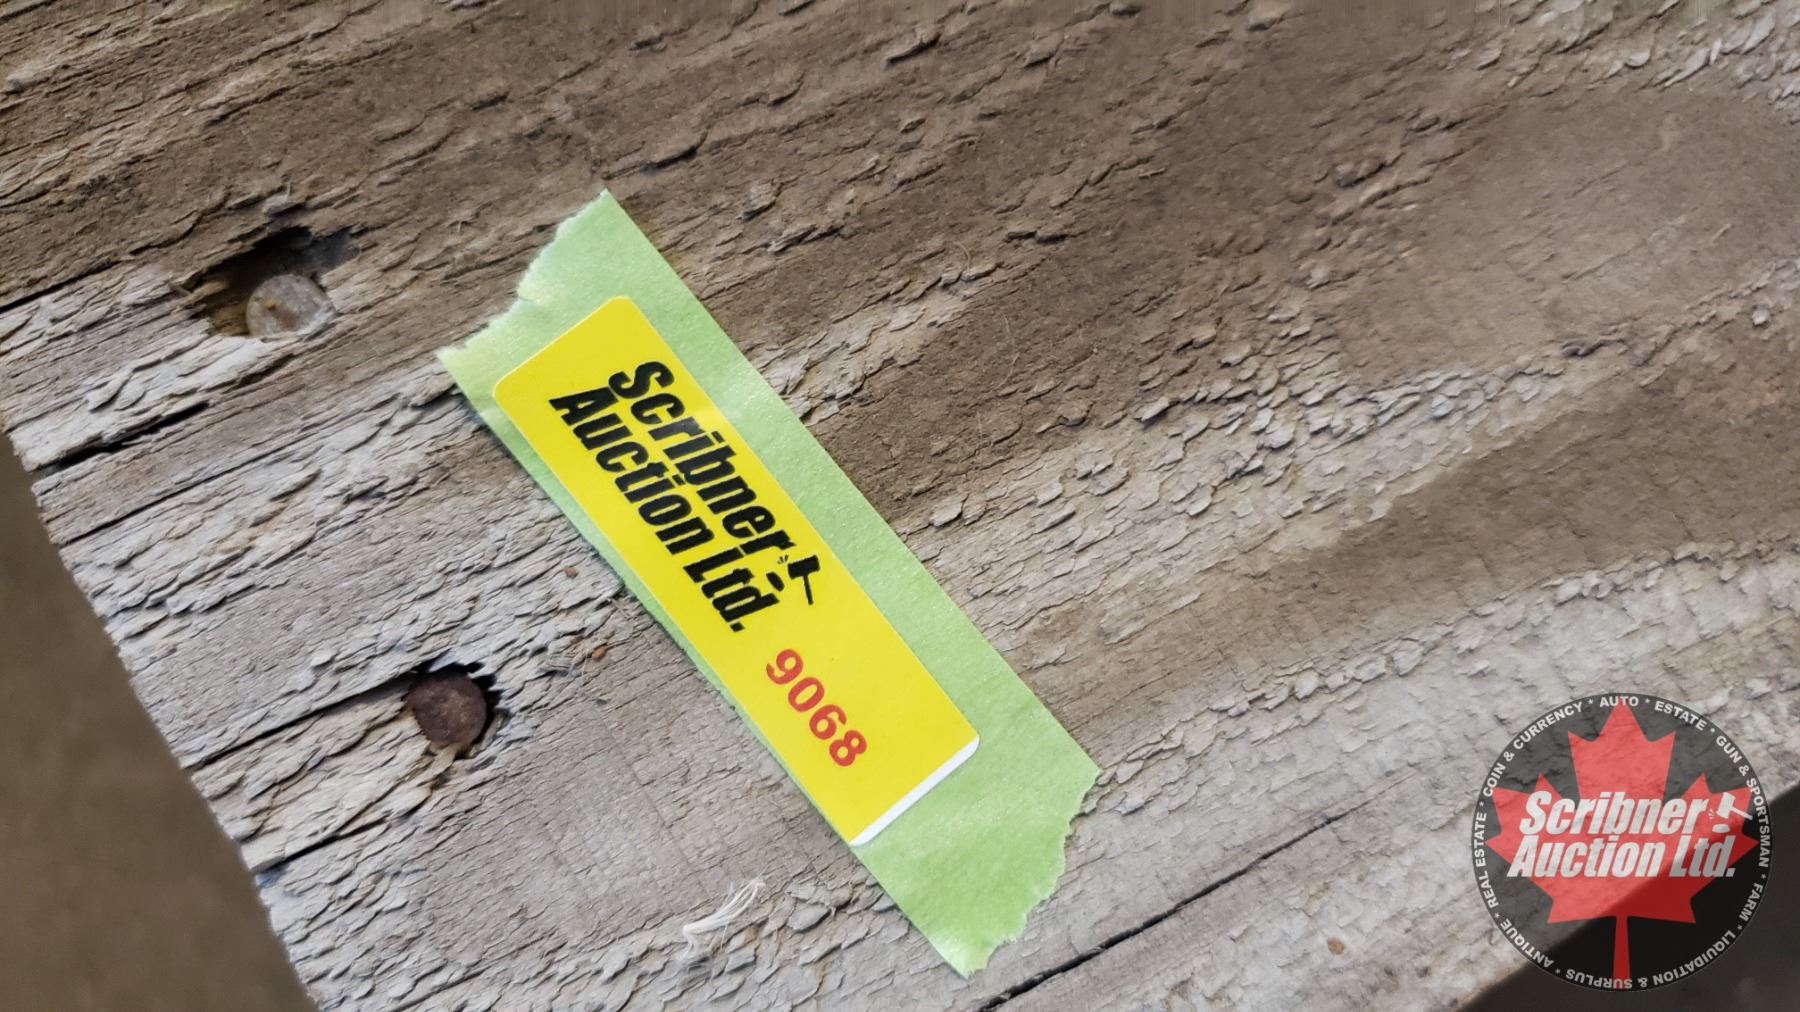 Scribner
Auction Ltd.
9068
COIN & CURRENCY * AUTO * ESTATE * GUN & SPORTSMAN * FARM * LIQUIDATION & SURPLUS * ANTIQUE * REAL ESTATE *
Scribner
Auction Ltd.